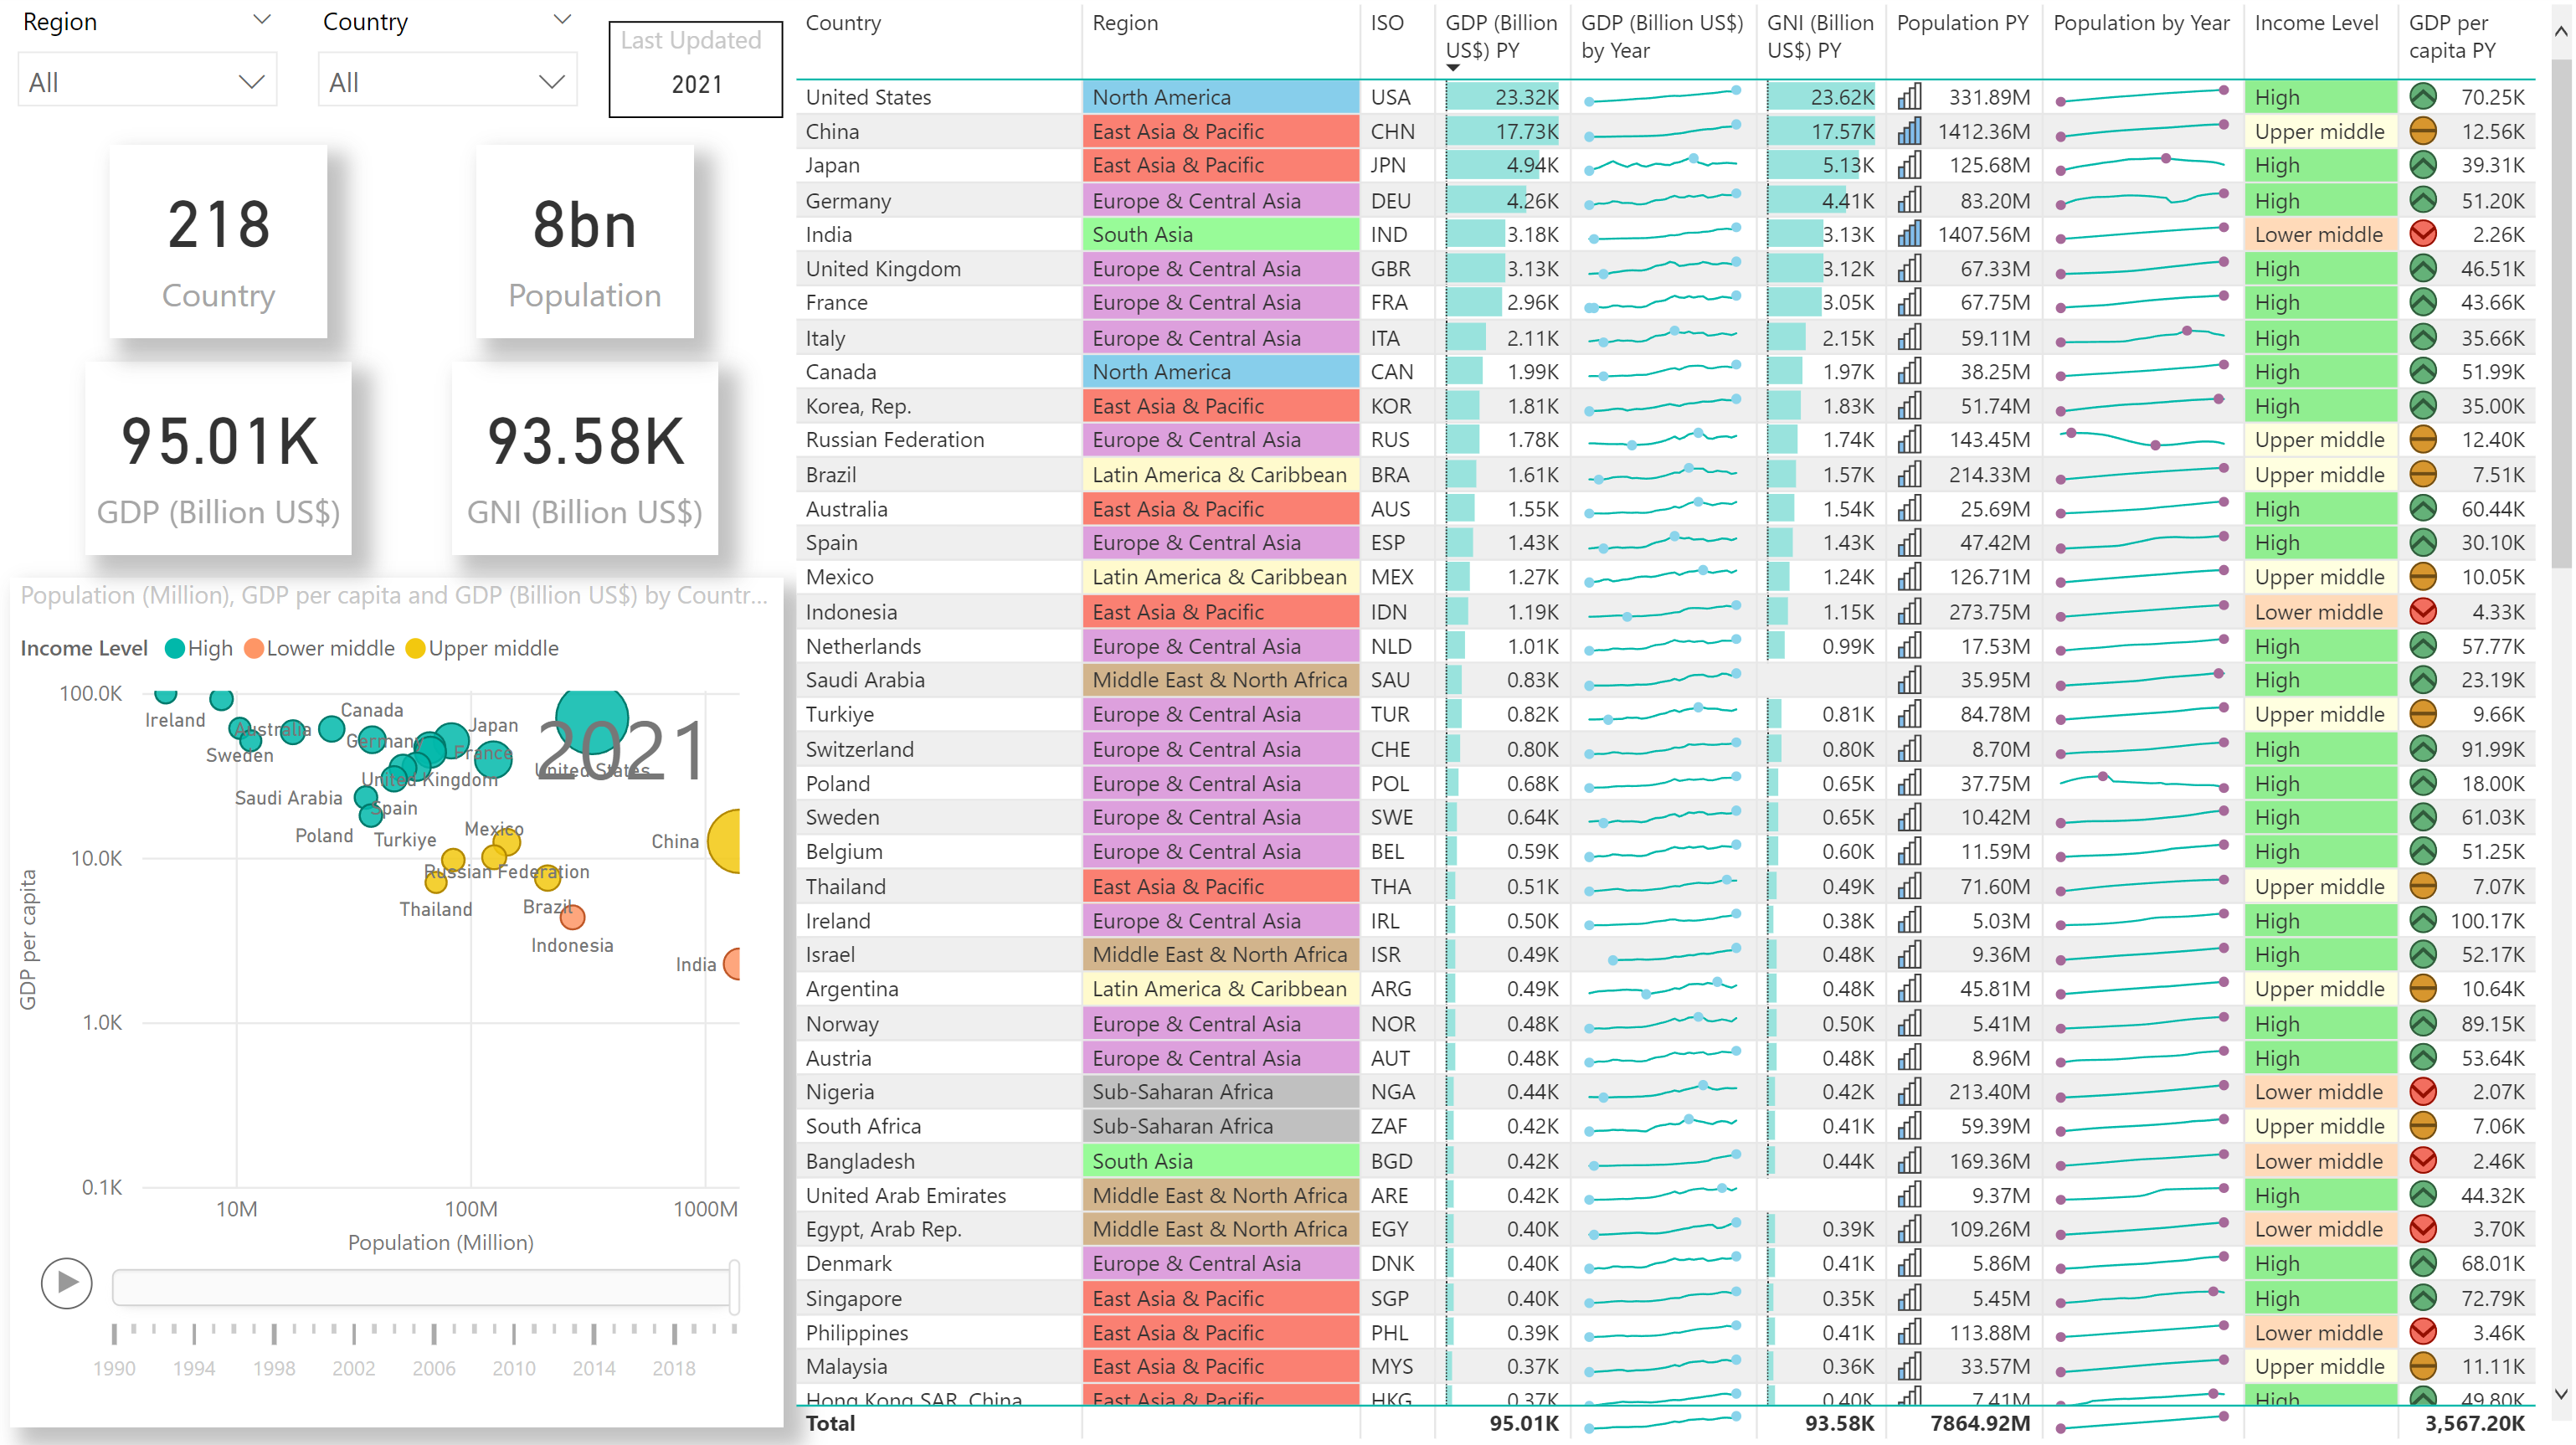 Region
Country
All
All
Last Updated
2021
218
Country
8bn
Population
95.01K
GDP (Billion US$)
93.58K
GNI (Billion US$)
Population (Million), GDP per capita and GDP (Billion US$) by Countr...
Income Level High Lower middle Upper middle
GDP per capita
100.0K
10.0K
1.0K
0.1K
Ireland
Canada
Australia
Japan
Germany
Sweden
France
2021
United States
United Kingdom
Saudi Arabia
Spain
Poland
Turkiye
Mexico
China
Russian Federation
Thailand
Brazil
Indonesia
India
10M 100M 1000M
Population (Million)
1990 1994 1998 2002 2006 2010 2014 2018
Country Region ISO GDP (Billion US$) PY GDP (Billion US$) by Year GNI (Billion US$) PY Population PY Population by Year Income Level GDP per capita PY
United States North America USA 23.32K 23.62K 331.89M High 70.25K
China East Asia & Pacific CHN 17.73K 17.57K 1412.36M Upper middle 12.56K
Japan East Asia & Pacific JPN 4.94K 5.13K 125.68M High 39.31K
Germany Europe & Central Asia DEU 4.26K 4.41K 83.20M High 51.20K
India South Asia IND 3.18K 3.13K 1407.56M Lower middle 2.26K
United Kingdom Europe & Central Asia GBR 3.13K 3.12K 67.33M High 46.51K
France Europe & Central Asia FRA 2.96K 3.05K 67.75M High 43.66K
Italy Europe & Central Asia ITA 2.11K 2.15K 59.11M High 35.66K
Canada North America CAN 1.99K 1.97K 38.25M High 51.99K
Korea, Rep. East Asia & Pacific KOR 1.81K 1.83K 51.74M High 35.00K
Russian Federation Europe & Central Asia RUS 1.78K 1.74K 143.45M Upper middle 12.40K
Brazil Latin America & Caribbean BRA 1.61K 1.57K 214.33M Upper middle 7.51K
Australia East Asia & Pacific AUS 1.55K 1.54K 25.69M High 60.44K
Spain Europe & Central Asia ESP 1.43K 1.43K 47.42M High 30.10K
Mexico Latin America & Caribbean MEX 1.27K 1.24K 126.71M Upper middle 10.05K
Indonesia East Asia & Pacific IDN 1.19K 1.15K 273.75M Lower middle 4.33K
Netherlands Europe & Central Asia NLD 1.01K 0.99K 17.53M High 57.77K
Saudi Arabia Middle East & North Africa SAU 0.83K 35.95M High 23.19K
Turkiye Europe & Central Asia TUR 0.82K 0.81K 84.78M Upper middle 9.66K
Switzerland Europe & Central Asia CHE 0.80K 0.80K 8.70M High 91.99K
Poland Europe & Central Asia POL 0.68K 0.65K 37.75M High 18.00K
Sweden Europe & Central Asia SWE 0.64K 0.65K 10.42M High 61.03K
Belgium Europe & Central Asia BEL 0.59K 0.60K 11.59M High 51.25K
Thailand East Asia & Pacific THA 0.51K 0.49K 71.60M Upper middle 7.07K
Ireland Europe & Central Asia IRL 0.50K 0.38K 5.03M High 100.17K
Israel Middle East & North Africa ISR 0.49K 0.48K 9.36M High 52.17K
Argentina Latin America & Caribbean ARG 0.49K 0.48K 45.81M Upper middle 10.64K
Norway Europe & Central Asia NOR 0.48K 0.50K 5.41M High 89.15K
Austria Europe & Central Asia AUT 0.48K 0.48K 8.96M High 53.64K
Nigeria Sub-Saharan Africa NGA 0.44K 0.42K 213.40M Lower middle 2.07K
South Africa Sub-Saharan Africa ZAF 0.42K 0.41K 59.39M Upper middle 7.06K
Bangladesh South Asia BGD 0.42K 0.44K 169.36M Lower middle 2.46K
United Arab Emirates Middle East & North Africa ARE 0.42K 9.37M High 44.32K
Egypt, Arab Rep. Middle East & North Africa EGY 0.40K 0.39K 109.26M Lower middle 3.70K
Denmark Europe & Central Asia DNK 0.40K 0.41K 5.86M High 68.01K
Singapore East Asia & Pacific SGP 0.40K 0.35K 5.45M High 72.79K
Philippines East Asia & Pacific PHL 0.39K 0.41K 113.88M Lower middle 3.46K
Malaysia East Asia & Pacific MYS 0.37K 0.36K 33.57M Upper middle 11.11K
Hong Kong SAR, China East Asia & Pacific HKG 0.37K 0.40K 7.41M High 49.80K
Total 95.01K 93.58K 7864.92M 3,567.20K